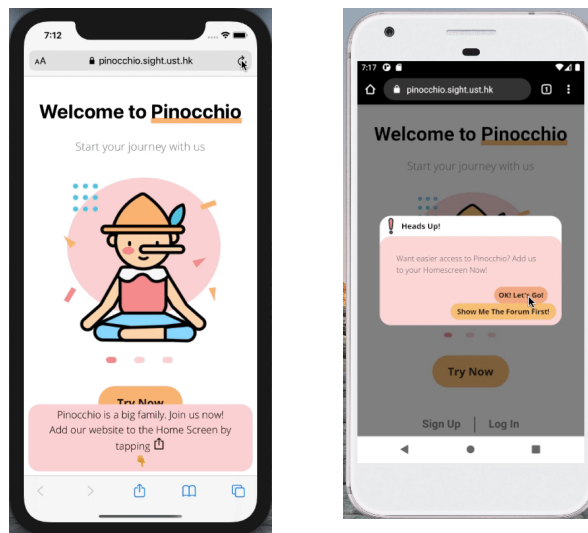 7:12
AA pinocchio.sight.ust.hk
Welcome to Pinocchio
Start your journey with us
Try Now
Pinocchio is a big family. Join us now!
Add our website to the Home Screen by
tapping
7:17 G
pinocchio.sight.ust.hk 1
Welcome to Pinocchio
Start your journey with us
Heads Up!
Want easier access to Pinocchio? Add us
to your Homescreen Now!
OK! Let's Go!
Show Me The Forum First!
Try Now
Sign Up | Log In